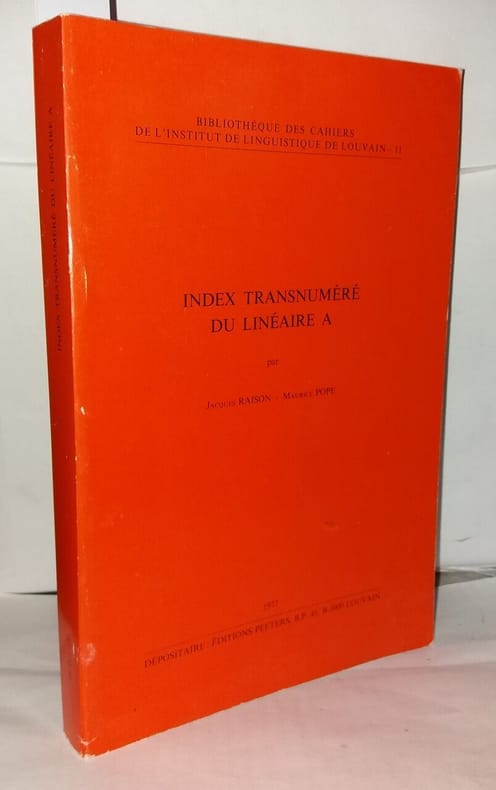 BIBLIOTHÈQUE DES CAHIERS
DE L'INSTITUT DE LINGUISTIQUE DE LOUVAIN - 11
INDEX TRANSNUMÉRÉ
DU LINÉAIRE A
par
JACQUES RAISON - MAURICE POPE
1977
DÉPOSITAIRE : ÉDITIONS PEETERS, B.P. 41, B-3000 LOUVAIN
INDEX TRANSNUMÉRÉ DU LINÉAIRE A